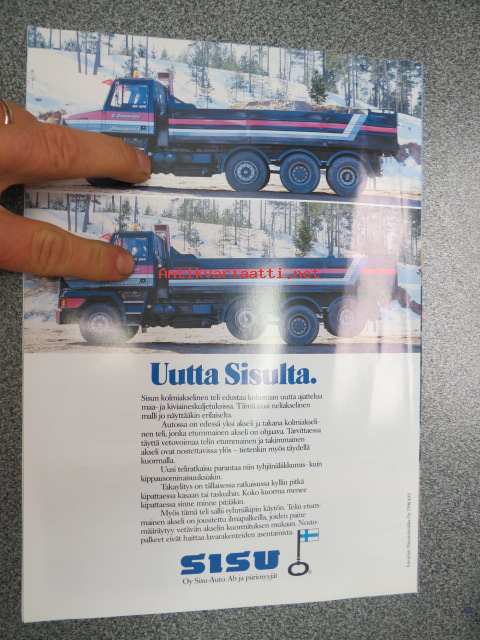 Antikvariaatti.net
Uutta Sisulta.
Sisun kolmiakselinen teli edustaa kokonaan uutta ajattelua
maa- ja kiviaineskuljetuksissa. Tämä uusi neliakselinen
malli jo näyttääkin erilaiselta.
Autossa on edessä yksi akseli ja takana kolmiakseli-
nen teli, jonka etummainen akseli on ohjaava. Tarvittaessa
täyttä vetovoimaa telin etummainen ja takimmainen
akseli ovat nostettavissa ylös – tietenkin myös täydellä
kuormalla.
Uusi teliratkaisu parantaa niin tyhjänäliikkumis- kuin
kippausominaisuuksiakin.
Takaylitys on tällaisessa ratkaisussa kyllin pitkä
kipattaessa kasaan tai taskuihan. Koko kuorma menee
kipattaessa sinne minne pitääkin.
Myös tämä teli sallii ryhmäkipin käytön. Telin etum-
mainen akseli on jousitettu ilmapalkeilla, joiden paine
määräytyy vetävän akselin kuormituksen mukaan. Nosto-
palkeet eivät haittaa lavarakenteiden asentamista.
SISU
Oy Sisu-Auto Ab ja piirimyyjät